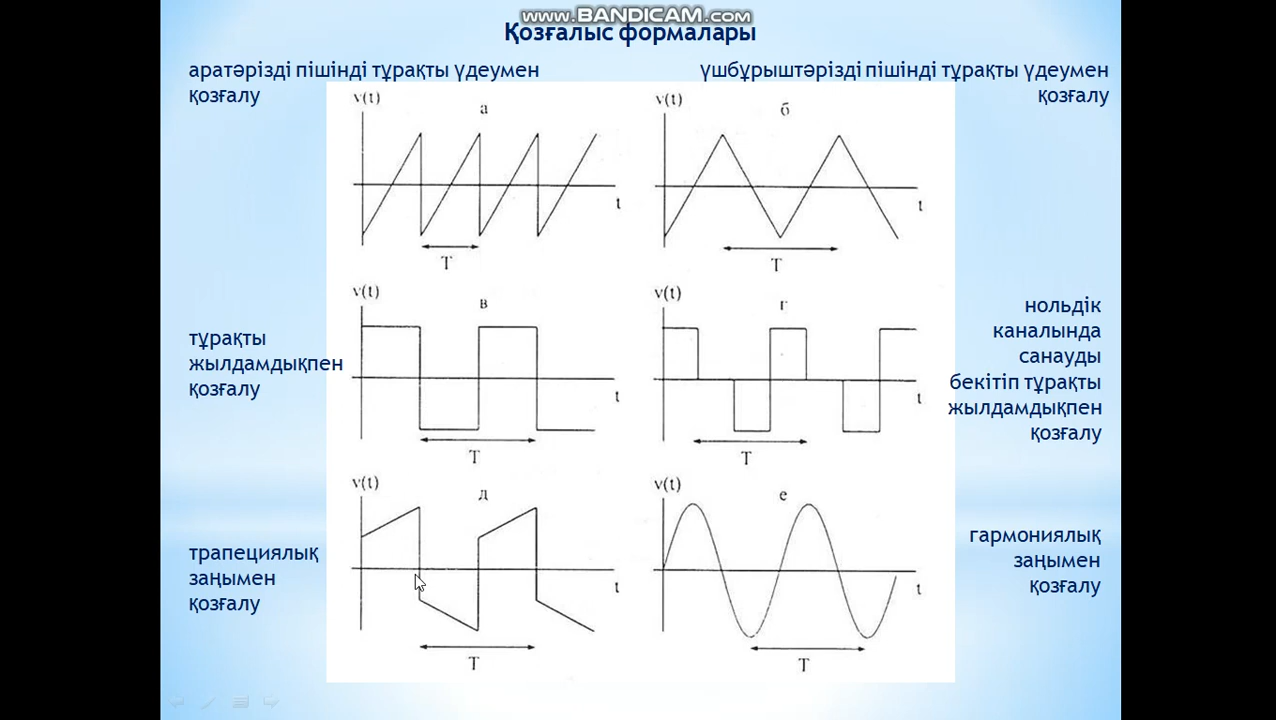 www.BANDICAM.com
Қозғалыс формалары
аратәрізді пішінді тұрақты үдеумен
қозғалу
үшбұрыштәрізді пішінді тұрақты үдеумен
қозғалу
v(t)
а
t
T
v(t)
б
t
T
тұрақты
жылдамдықпен
қозғалу
v(t)
в
t
T
v(t)
г
t
T
нольдік
каналында
санауды
бекітіп тұрақты
жылдамдықпен
қозғалу
трапециялық
заңымен
қозғалу
v(t)
д
t
T
v(t)
е
t
T
гармониялық
заңымен
қозғалу